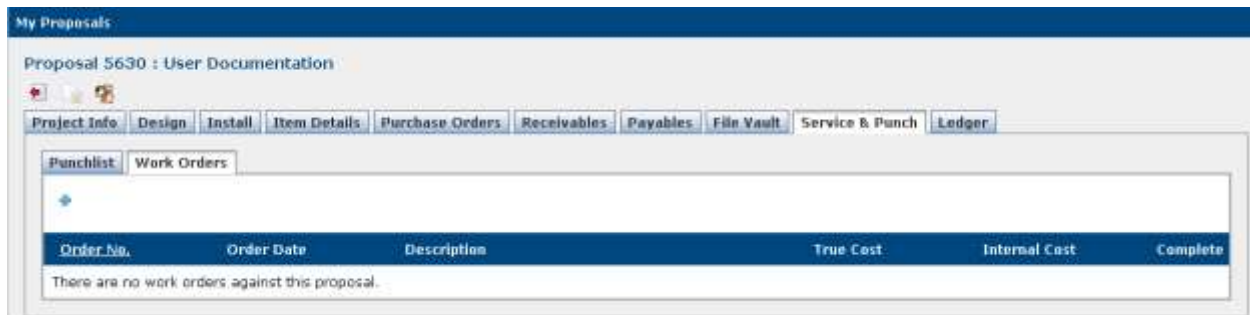 My Proposals
Proposal 5630 : User Documentation
Project Info Design Install Item Details Purchase Orders Receivables Payables File Vault Service & Punch Ledger
Punchlist Work Orders
Order No. Order Date Description True Cost Internal Cost Complete
There are no work orders against this proposal.